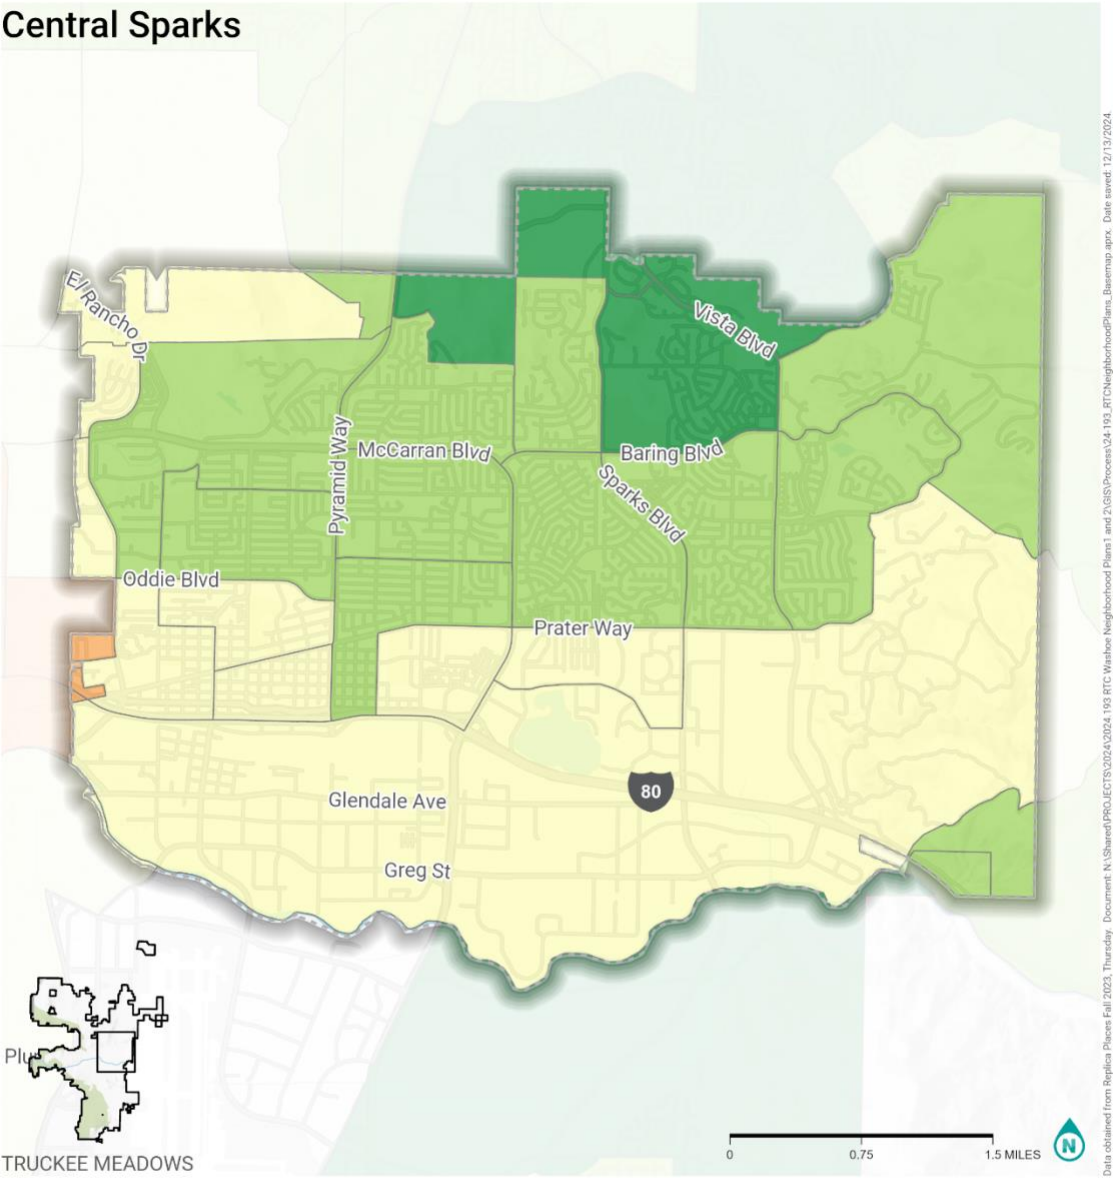 Central Sparks
El Rancho Dr
Vista Blvd
Pyramid Way
McCarran Blvd
Baring Blvd
Sparks Blvd
Oddie Blvd
Prater Way
80
Glendale Ave
Greg St
Plu
TRUCKEE MEADOWS
0 0.75 1.5 MILES
N
Data obtained from Replica Places Fall 2023, Thursday. Document: N:\Shared\PROJECTS\2024\2024.193 RTC Washoe Neighborhood Plans1 and 2\GIS\Process\24-193_RTCNeighborhoodPlans_Basemap.aprx. Date saved: 12/13/2024.